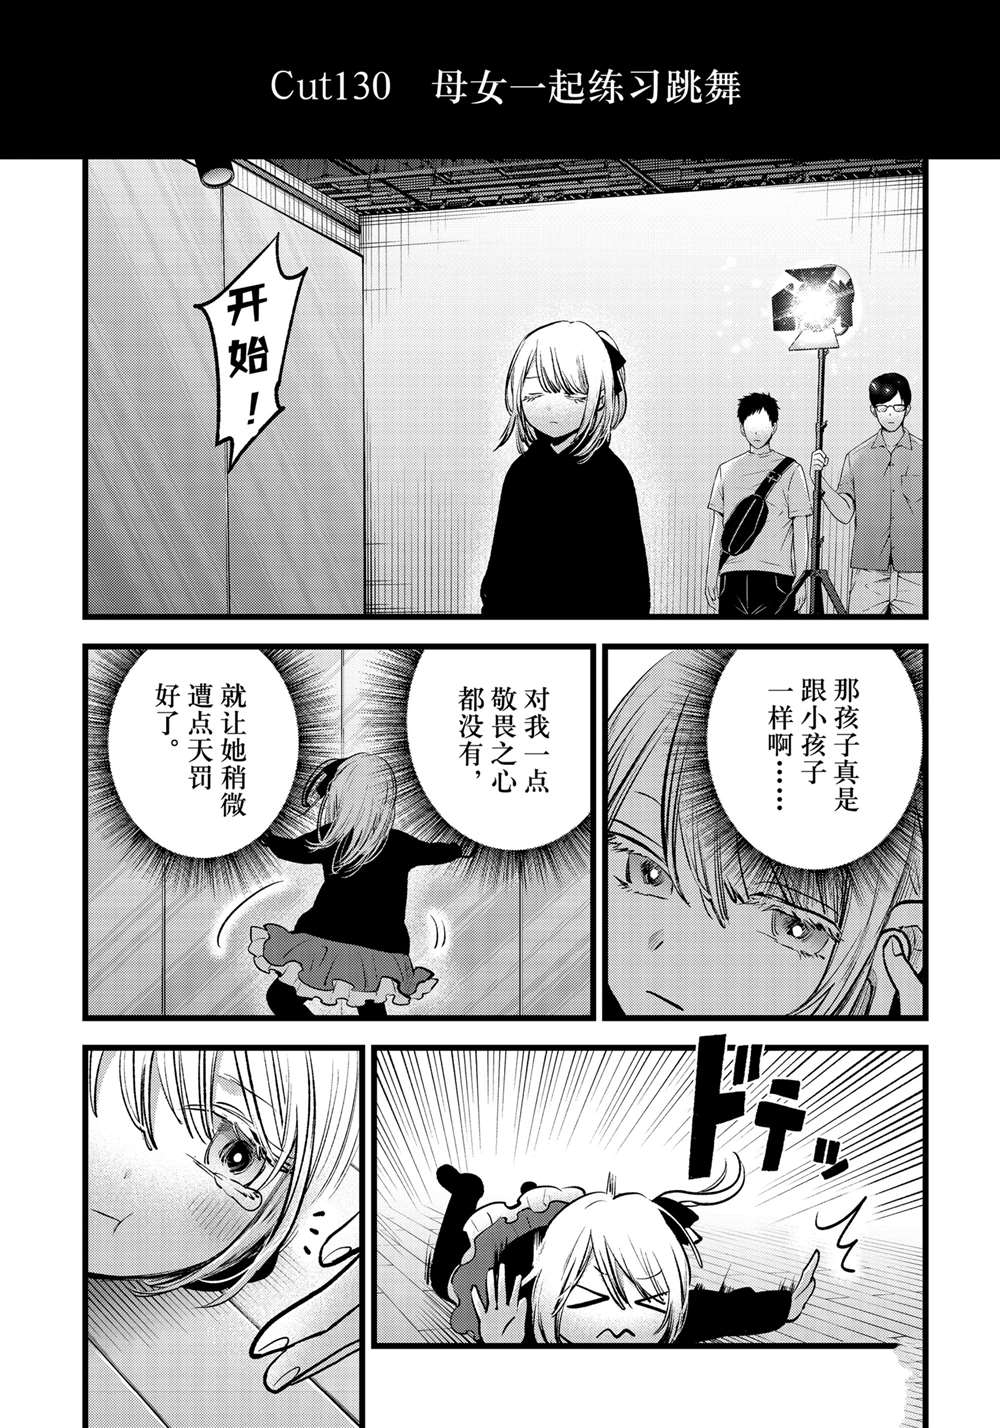 Cut130 母女一起练习跳舞
开始！
那孩子真是
跟小孩子
一样啊……
对我一点
敬畏之心
都没有，
就让她稍微
遭点天罚
好了。
ドテッ